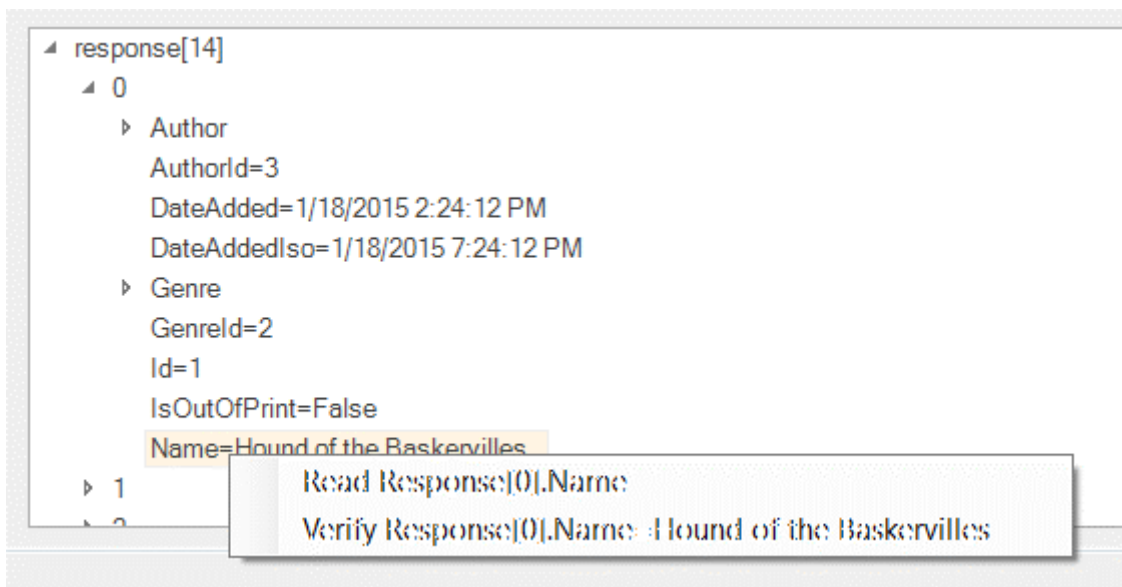 response[14]
0
Author
AuthorId=3
DateAdded=1/18/2015 2:24:12 PM
DateAddedIso=1/18/2015 7:24:12 PM
Genre
GenreId=2
Id=1
IsOutOfPrint=False
Name=Hound of the Baskervilles
1
Read Response[0].Name
2
Verify Response[0].Name=Hound of the Baskervilles